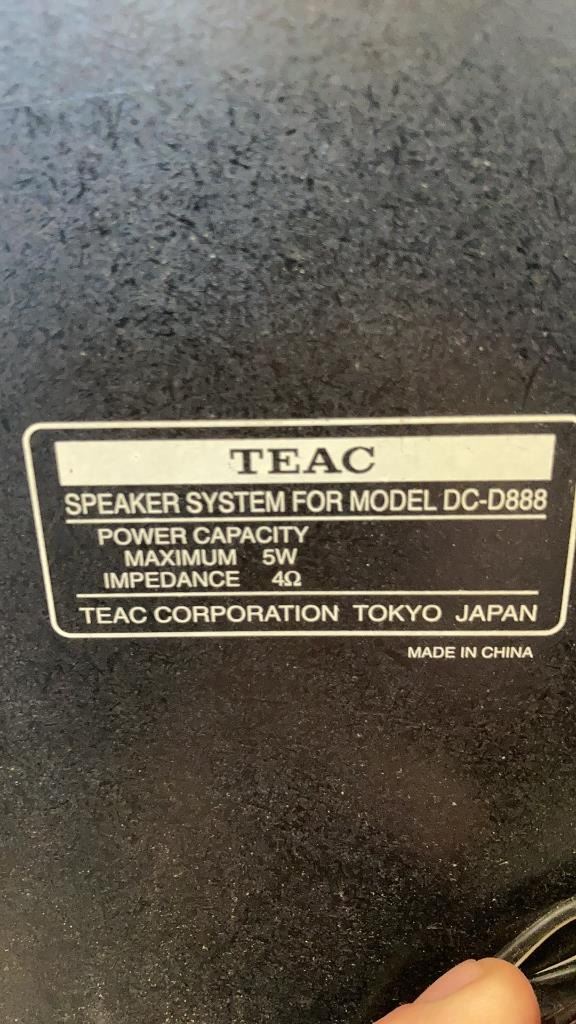 TEAC
SPEAKER SYSTEM FOR MODEL DC-D888
POWER CAPACITY
MAXIMUM 5W
IMPEDANCE 4Ω
TEAC CORPORATION TOKYO JAPAN
MADE IN CHINA